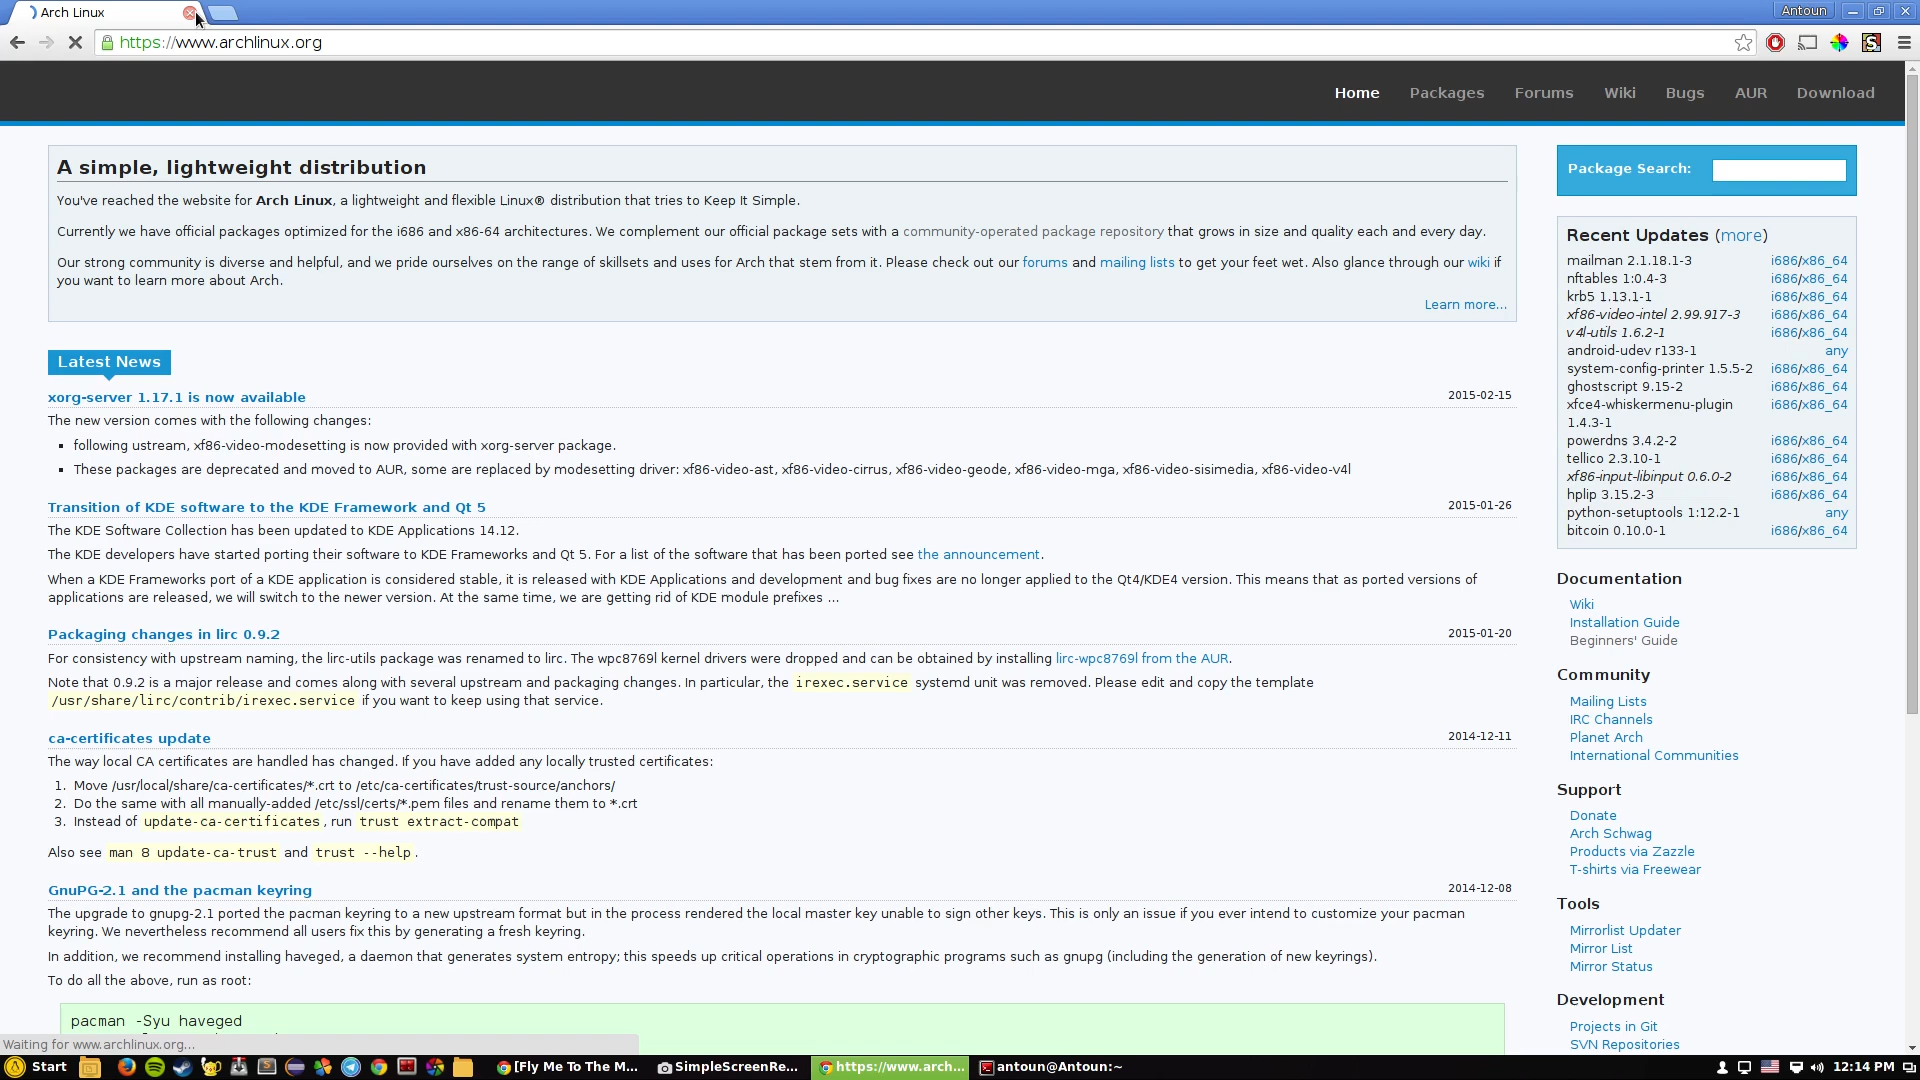 Arch Linux
Antoun
https://www.archlinux.org
Home Packages Forums Wiki Bugs AUR Download
A simple, lightweight distribution
You've reached the website for Arch Linux, a lightweight and flexible Linux® distribution that tries to Keep It Simple.
Currently we have official packages optimized for the i686 and x86-64 architectures. We complement our official package sets with a community-operated package repository that grows in size and quality each and every day.
Our strong community is diverse and helpful, and we pride ourselves on the range of skillsets and uses for Arch that stem from it. Please check out our forums and mailing lists to get your feet wet. Also glance through our wiki if
you want to learn more about Arch.
Learn more...
Latest News
xorg-server 1.17.1 is now available 2015-02-15
The new version comes with the following changes:
following ustream, xf86-video-modesetting is now provided with xorg-server package.
These packages are deprecated and moved to AUR, some are replaced by modesetting driver: xf86-video-ast, xf86-video-cirrus, xf86-video-geode, xf86-video-mga, xf86-video-sisimedia, xf86-video-v4l
Transition of KDE software to the KDE Framework and Qt 5 2015-01-26
The KDE Software Collection has been updated to KDE Applications 14.12.
The KDE developers have started porting their software to KDE Frameworks and Qt 5. For a list of the software that has been ported see the announcement.
When a KDE Frameworks port of a KDE application is considered stable, it is released with KDE Applications and development and bug fixes are no longer applied to the Qt4/KDE4 version. This means that as ported versions of
applications are released, we will switch to the newer version. At the same time, we are getting rid of KDE module prefixes ...
Packaging changes in lirc 0.9.2 2015-01-20
For consistency with upstream naming, the lirc-utils package was renamed to lirc. The wpc8769l kernel drivers were dropped and can be obtained by installing lirc-wpc8769l from the AUR.
Note that 0.9.2 is a major release and comes along with several upstream and packaging changes. In particular, the irexec.service systemd unit was removed. Please edit and copy the template
/usr/share/lirc/contrib/irexec.service if you want to keep using that service.
ca-certificates update 2014-12-11
The way local CA certificates are handled has changed. If you have added any locally trusted certificates:
1. Move /usr/local/share/ca-certificates/*.crt to /etc/ca-certificates/trust-source/anchors/
2. Do the same with all manually-added /etc/ssl/certs/*.pem files and rename them to *.crt
3. Instead of update-ca-certificates, run trust extract-compat
Also see man 8 update-ca-trust and trust --help.
GnuPG-2.1 and the pacman keyring 2014-12-08
The upgrade to gnupg-2.1 ported the pacman keyring to a new upstream format but in the process rendered the local master key unable to sign other keys. This is only an issue if you ever intend to customize your pacman
keyring. We nevertheless recommend all users fix this by generating a fresh keyring.
In addition, we recommend installing haveged, a daemon that generates system entropy; this speeds up critical operations in cryptographic programs such as gnupg (including the generation of new keyrings).
To do all the above, run as root:
pacman -Syu haveged
Package Search:
Recent Updates (more)
mailman 2.1.18.1-3 i686/x86_64
nftables 1:0.4-3 i686/x86_64
krb5 1.13.1-1 i686/x86_64
xf86-video-intel 2.99.917-3 i686/x86_64
v4l-utils 1.6.2-1 i686/x86_64
android-udev r133-1 any
system-config-printer 1.5.5-2 i686/x86_64
ghostscript 9.15-2 i686/x86_64
xfce4-whiskermenu-plugin i686/x86_64
1.4.3-1
powerdns 3.4.2-2 i686/x86_64
tellico 2.3.10-1 i686/x86_64
xf86-input-libinput 0.6.0-2 i686/x86_64
hplip 3.15.2-3 i686/x86_64
python-setuptools 1:12.2-1 any
bitcoin 0.10.0-1 i686/x86_64
Documentation
Wiki
Installation Guide
Beginners' Guide
Community
Mailing Lists
IRC Channels
Planet Arch
International Communities
Support
Donate
Arch Schwag
Products via Zazzle
T-shirts via Freewear
Tools
Mirrorlist Updater
Mirror List
Mirror Status
Development
Projects in Git
SVN Repositories
Waiting for www.archlinux.org...
Start [Fly Me To The M... SimpleScreenRe... https://www.arch... antoun@Antoun:~ 12:14 PM